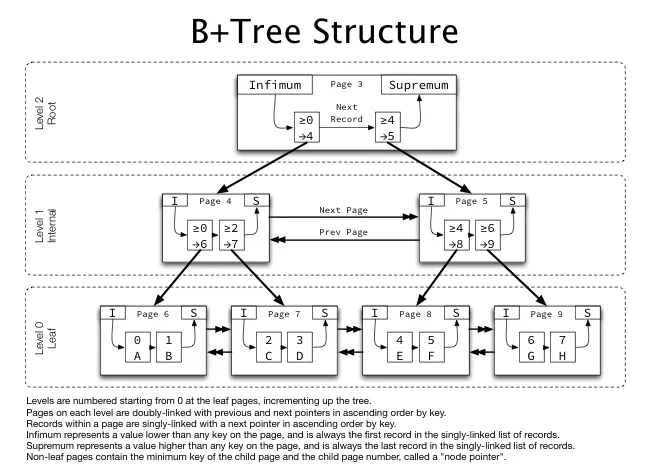 B+Tree Structure
Level 2
Root
Infimum
Page 3
Supremum
Next
Record
≥0
→4
≥4
→5
Level 1
Internal
I
Page 4
S
≥0
→6
≥2
→7
Next Page
Prev Page
I
Page 5
S
≥4
→8
≥6
→9
Level 0
Leaf
I
Page 6
S
0
A
1
B
I
Page 7
S
2
C
3
D
I
Page 8
S
4
E
5
F
I
Page 9
S
6
G
7
H
Levels are numbered starting from 0 at the leaf pages, incrementing up the tree.
Pages on each level are doubly-linked with previous and next pointers in ascending order by key.
Records within a page are singly-linked with a next pointer in ascending order by key.
Infimum represents a value lower than any key on the page, and is always the first record in the singly-linked list of records.
Supremum represents a value higher than any key on the page, and is always the last record in the singly-linked list of records.
Non-leaf pages contain the minimum key of the child page and the child page number, called a "node pointer".